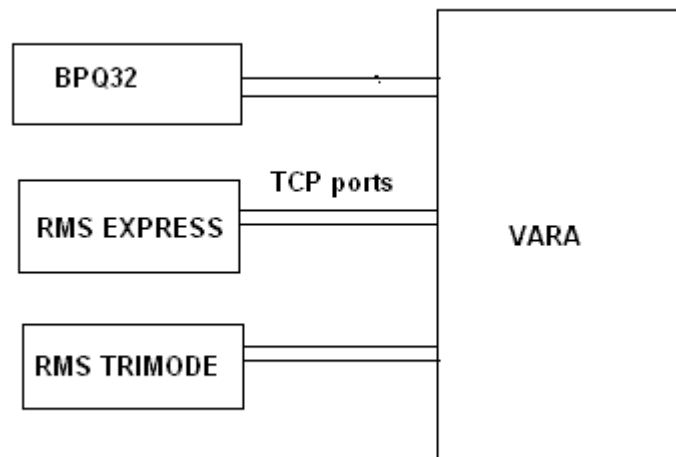 BPQ32
TCP ports
RMS EXPRESS
VARA
RMS TRIMODE